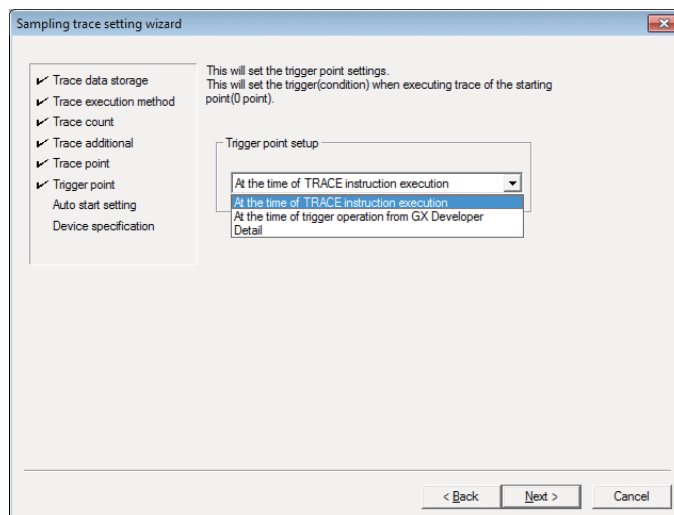 Sampling trace setting wizard
Trace data storage
Trace execution method
Trace count
Trace additional
Trace point
Trigger point
Auto start setting
Device specification
This will set the trigger point settings.
This will set the trigger(condition) when executing trace of the starting
point(0 point).
Trigger point setup
At the time of TRACE instruction execution
At the time of TRACE instruction execution
At the time of trigger operation from GX Developer
Detail
< Back
Next >
Cancel